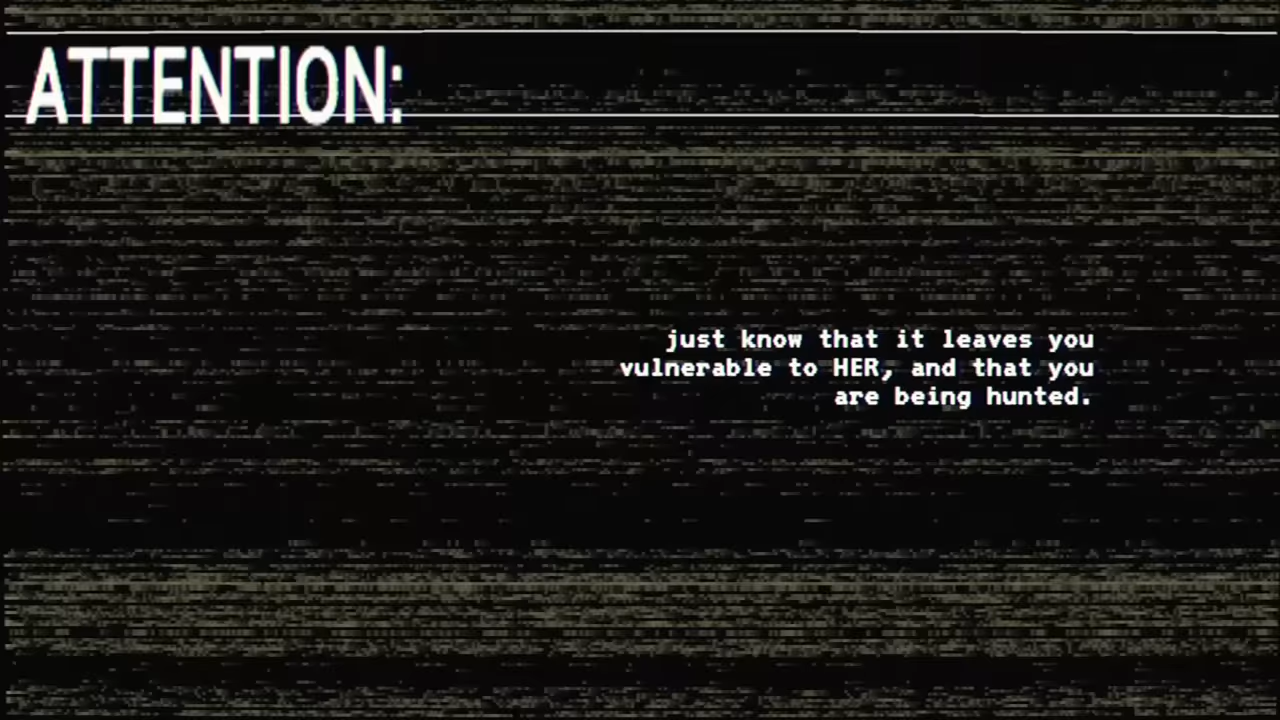 ATTENTION:
just know that it leaves you
vulnerable to HER, and that you
are being hunted.